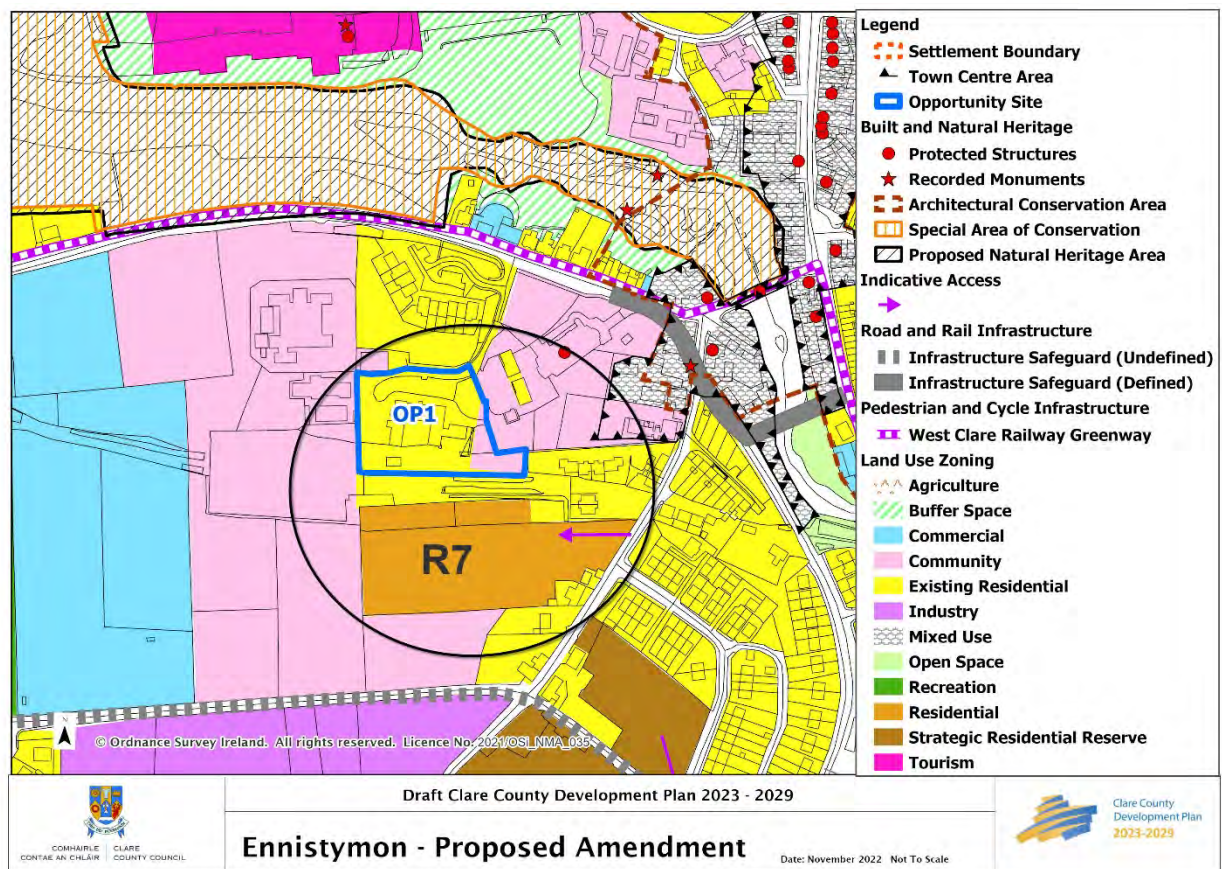 OP1
R7
N
© Ordnance Survey Ireland. All rights reserved. Licence No. 2021/OSI_NMA_035
Legend
Settlement Boundary
Town Centre Area
Opportunity Site
Built and Natural Heritage
Protected Structures
Recorded Monuments
Architectural Conservation Area
Special Area of Conservation
Proposed Natural Heritage Area
Indicative Access
Road and Rail Infrastructure
Infrastructure Safeguard (Undefined)
Infrastructure Safeguard (Defined)
Pedestrian and Cycle Infrastructure
West Clare Railway Greenway
Land Use Zoning
Agriculture
Buffer Space
Commercial
Community
Existing Residential
Industry
Mixed Use
Open Space
Recreation
Residential
Strategic Residential Reserve
Tourism
COMHAIRLE CONTAE AN CHLÁIR
CLARE COUNTY COUNCIL
Draft Clare County Development Plan 2023 - 2029
Ennistymon - Proposed Amendment
Date: November 2022 Not To Scale
Clare County
Development Plan
2023-2029